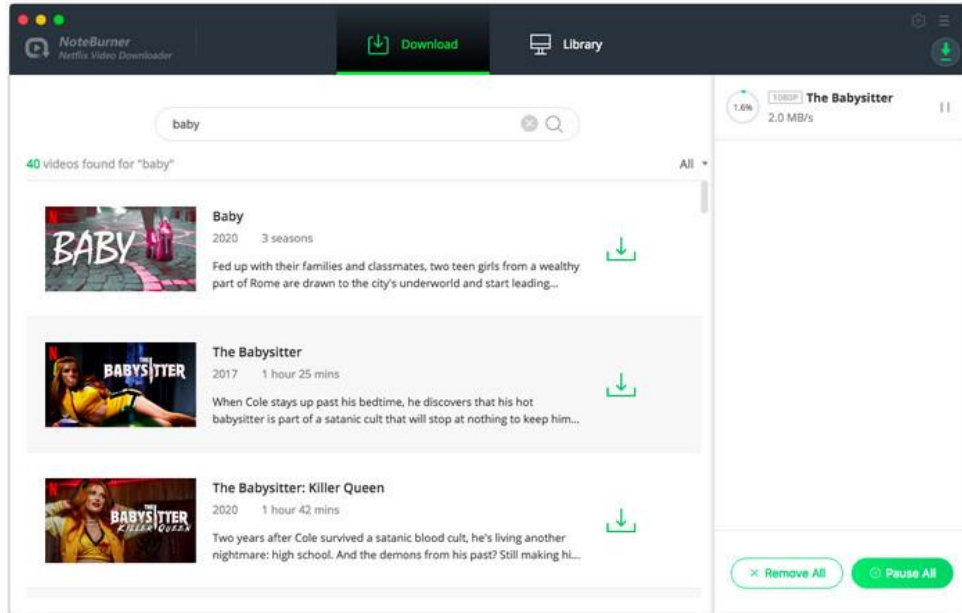 NoteBurner
Netflix Video Downloader
Download
Library
baby
40 videos found for "baby"
All
BABY
Baby
2020 3 seasons
Fed up with their families and classmates, two teen girls from a wealthy
part of Rome are drawn to the city's underworld and start leading...
THE
BABYSITTER
The Babysitter
2017 1 hour 25 mins
When Cole stays up past his bedtime, he discovers that his hot
babysitter is part of a satanic cult that will stop at nothing to keep him...
THE
BABYSITTER
KILLER QUEEN
The Babysitter: Killer Queen
2020 1 hour 42 mins
Two years after Cole survived a satanic blood cult, he's living another
nightmare: high school. And the demons from his past? Still making hi...
1.6%
1080P The Babysitter
2.0 MB/s
Remove All
Pause All